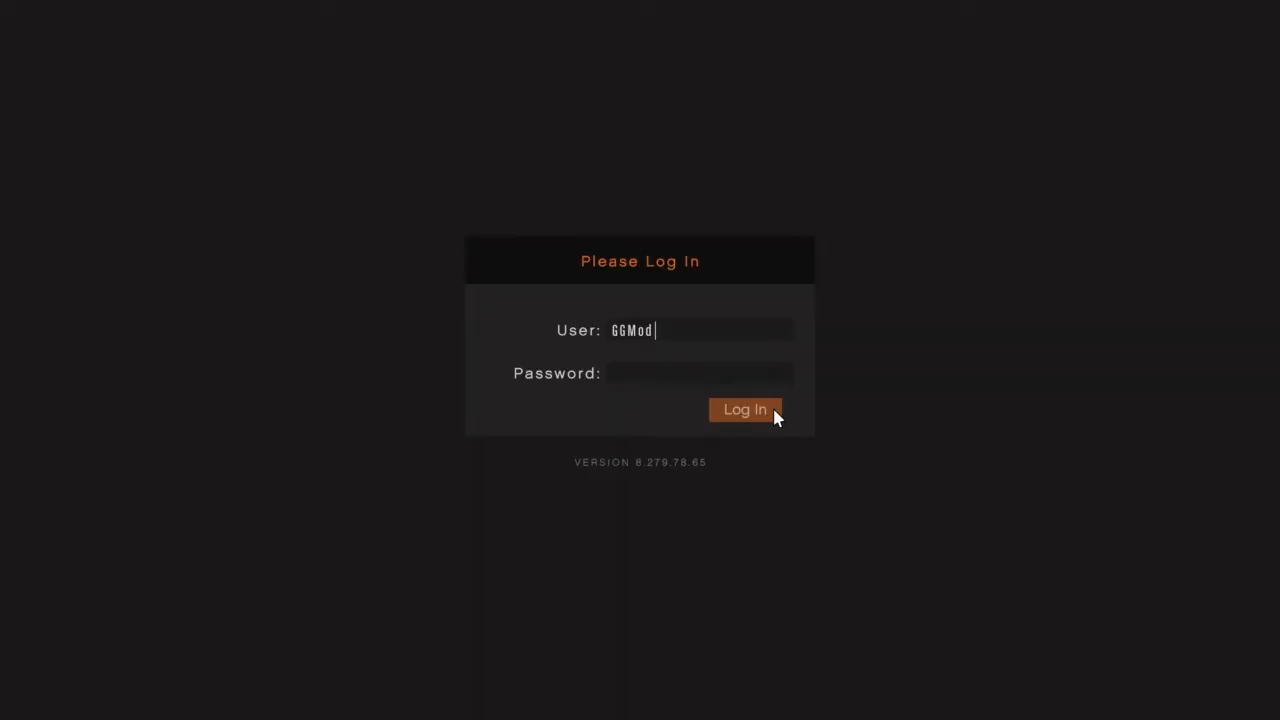 Please Log In
User: GGMod
Password:
Log In
VERSION 8.279.78.65